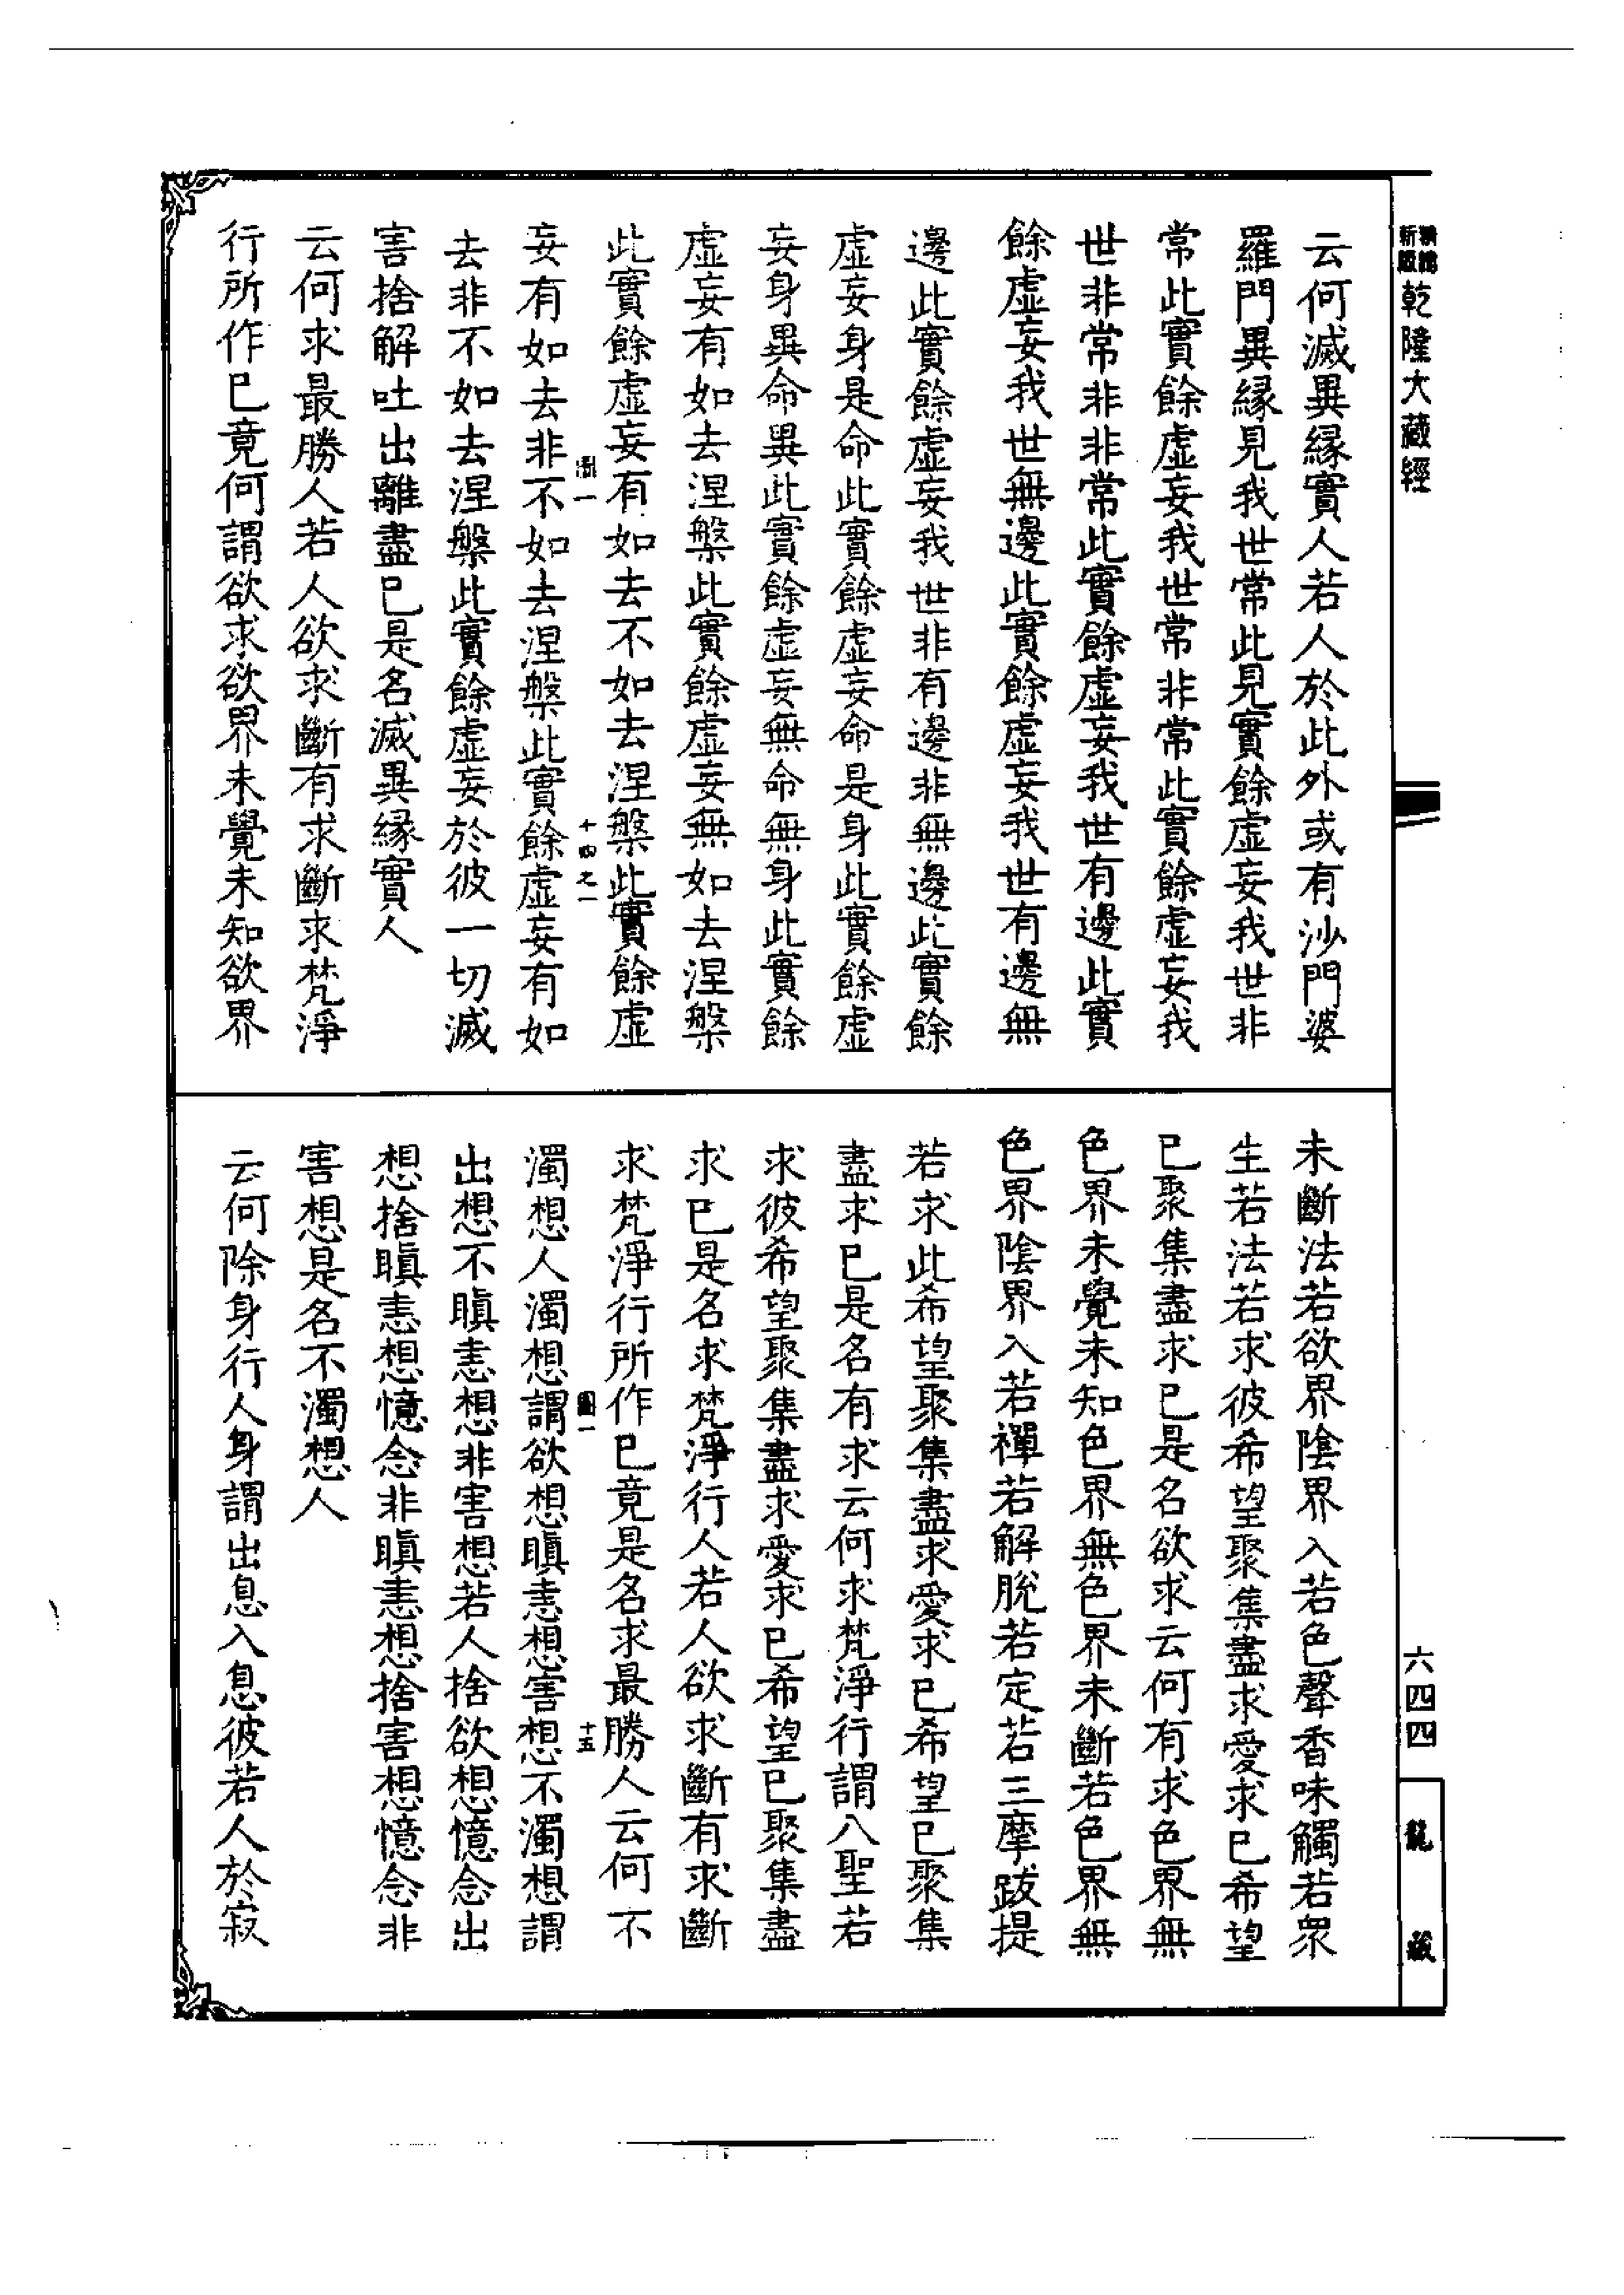 乾隆大藏經
云何滅異緣實人若人於此外或有沙門婆
羅門異緣見我世常此見實餘虛妄我世非
常此實餘虛妄我世常非常此實餘虛妄我
世非常非非常此實餘虛妄我世有邊此實
餘虛妄我世無邊此實餘虛妄我世有邊無
邊此實餘虛妄我世非有邊非無邊此實餘
虛妄身是命此實餘虛妄命是身此實餘虛
妄身異命異此實餘虛妄無命無身此實餘
虛妄有如去涅槃此實餘虛妄無如去涅槃
此實餘虛妄有如去不如去涅槃此實餘虛
十四之一
妄有如去非不如去涅槃此實餘虛妄有如
去非不如去涅槃此實餘虛妄於彼一切滅
害捨解吐出離盡已是名滅異緣實人
云何求最勝人若人欲求斷有求斷求梵淨
行所作已竟何謂欲求欲界未覺未知欲界
未斷法若欲界陰界入若色聲香味觸若眾
生若法若求彼希望聚集盡求愛求已希望
已聚集盡求已是名欲求云何有求色界無
色界未覺未知色界無色界未斷若色界無
色界陰界入若禪若解脫若定若三摩跋提
若求此希望聚集盡求愛求已希望已聚集
盡求已是名有求云何求梵淨行謂八聖若
求彼希望聚集盡求愛求已希望已聚集盡
求已是名求梵淨行人若人欲求斷有求斷
求梵淨行所作已竟是名求最勝人云何不
十五
濁想人濁想謂欲想瞋恚想害想不濁想謂
出想不瞋恚想非害想若人捨欲想憶念出
想捨瞋恚想憶念非瞋恚想捨害想憶念非
害想是名不濁想人
云何除身行人身謂出息入息彼若人於寂
六四四
龍藏